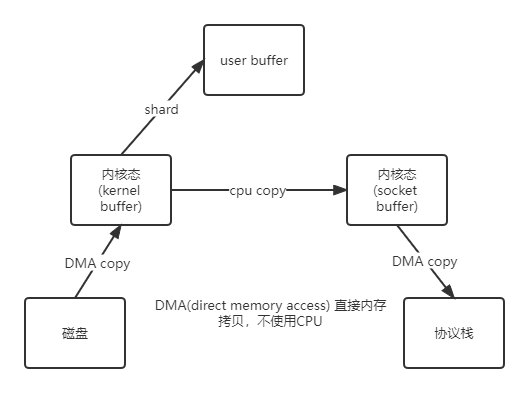 user buffer
shard
内核态
(kernel
buffer)
cpu copy
内核态
(socket
buffer)
DMA copy
DMA copy
DMA(direct memory access) 直接内存
拷贝，不使用CPU
磁盘
协议栈